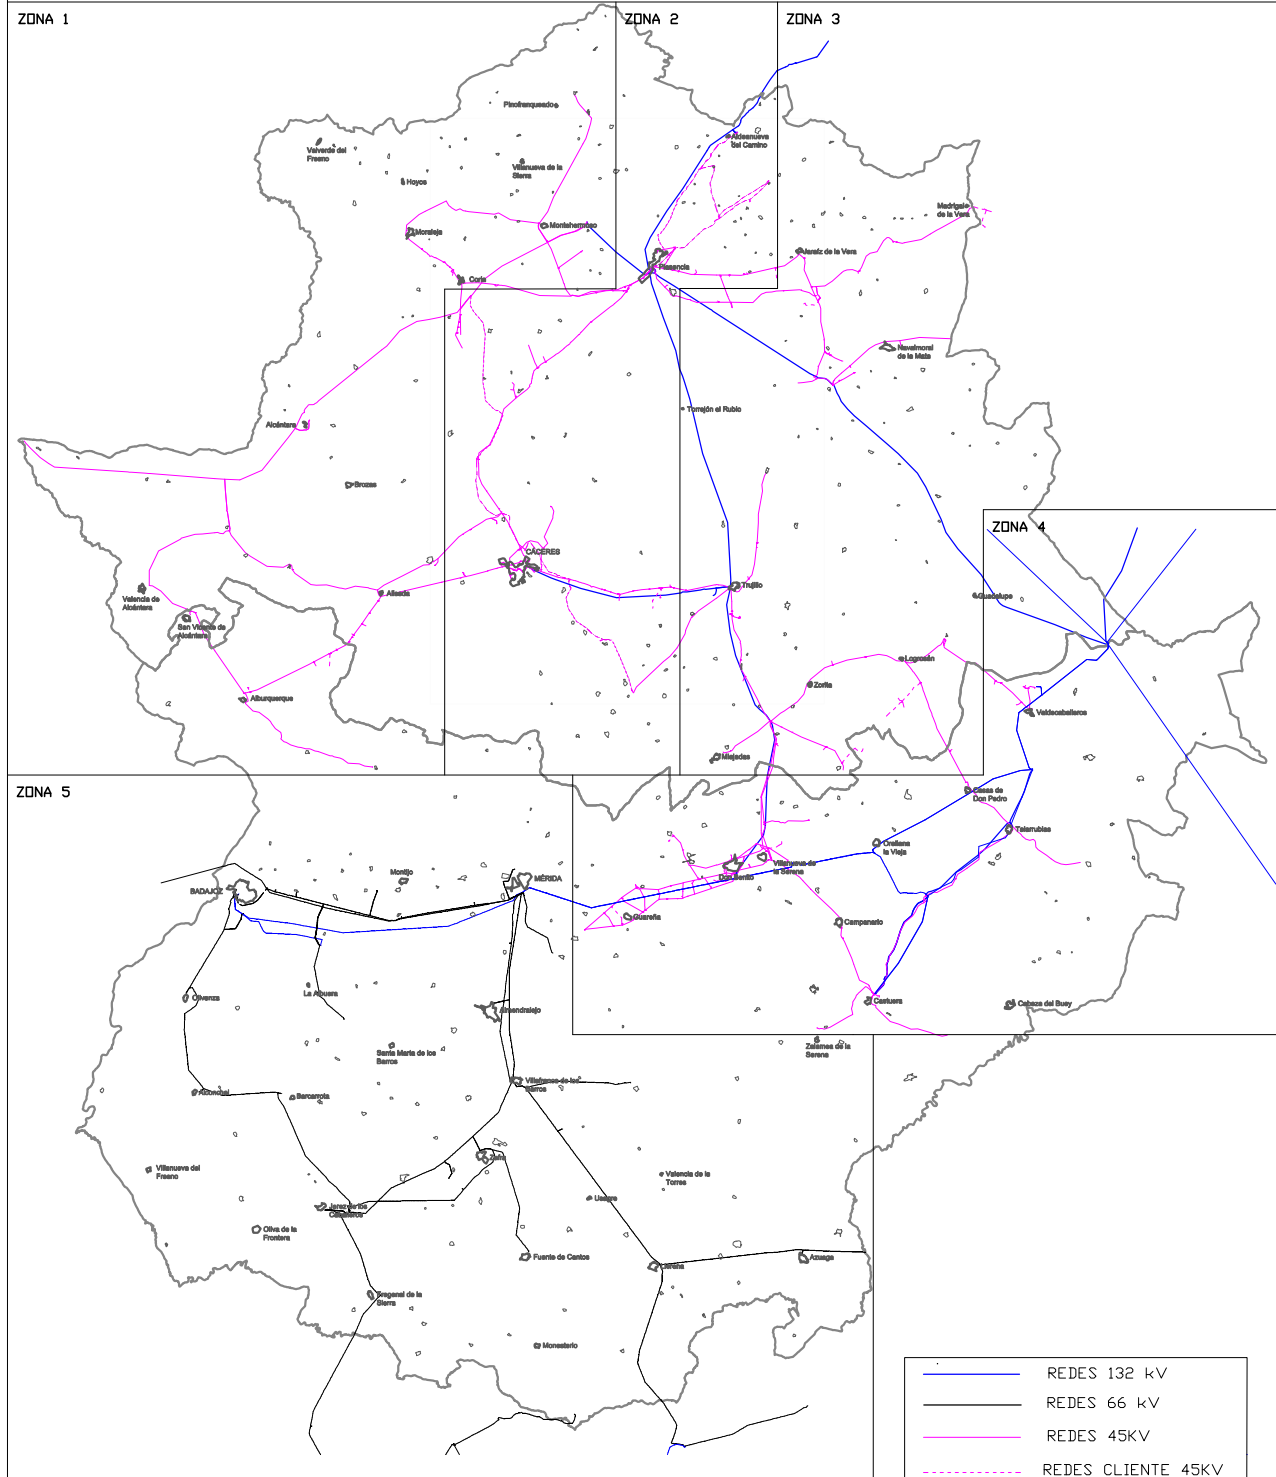 ZONA 1
ZONA 2
ZONA 3
Pinofranqueado
Aldeanueva
del Camino
Valverde del
Fresno
Villanueva de la
Sierra
Hoyos
Madrigal
de la Vera
Moraleja
Montehermoso
Jaraíz de la Vera
Plasencia
Coria
Navalmoral
de la Mata
Torrejón el Rubio
Alcántara
Brozas
ZONA 4
CÁCERES
Trujillo
Valencia de
Alcántara
Aliseda
Guadalupe
San Vicente de
Alcántara
Logrosán
Zorita
Alburquerque
Valdecaballeros
Miajadas
ZONA 5
Casas de
Don Pedro
Talarrubias
Orellana
la Vieja
Villanueva de
la Serena
Don Benito
Montijo
MÉRIDA
BADAJOZ
Guareña
Campanario
La Albuera
Olivenza
Castuera
Cabeza del Buey
Almendralejo
Santa Marta de los
Barros
Zalamea de la
Serena
Villafranca de los
Barros
Alconchel
Barcarrota
Zafra
Villanueva del
Fresno
Valencia de la
Torres
Usagre
Jerez de los
Caballeros
Oliva de la
Frontera
Fuente de Cantos
Llerena
Azuaga
Fregenal de la
Sierra
Monesterio
REDES 132 kV
REDES 66 kV
REDES 45KV
REDES CLIENTE 45KV